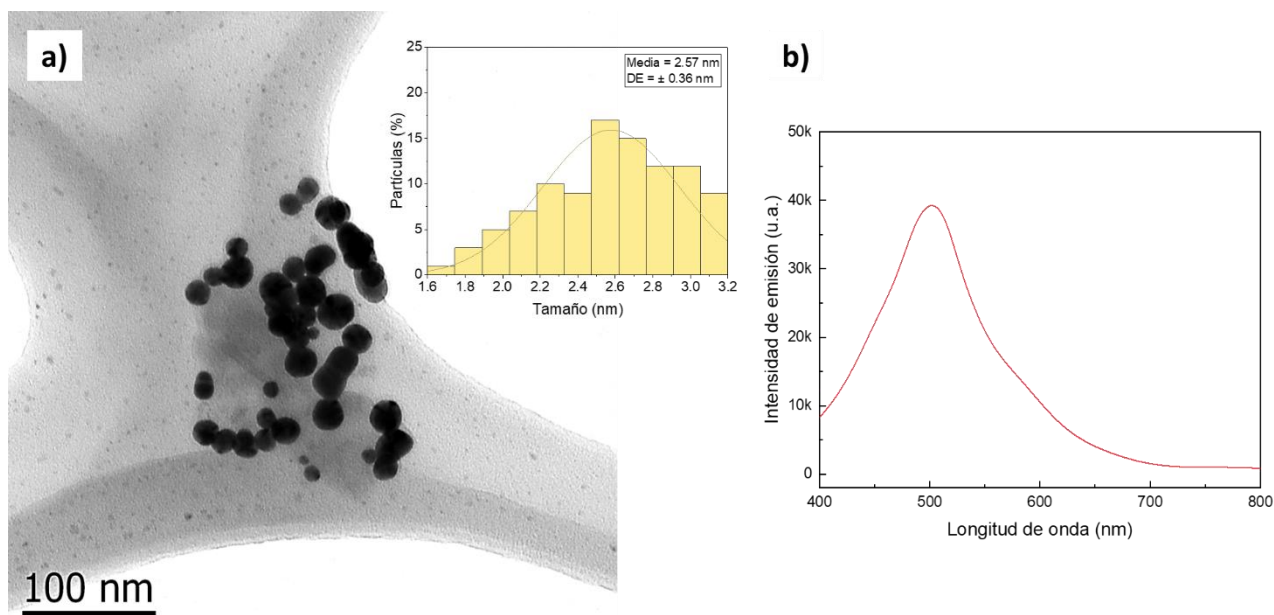 a)
100 nm
25
20
15
10
5
0
Partículas (%)
Media = 2.57 nm
DE = ± 0.36 nm
1.6 1.8 2.0 2.2 2.4 2.6 2.8 3.0 3.2
Tamaño (nm)
b)
50k
40k
30k
20k
10k
0
Intensidad de emisión (u.a.)
400 500 600 700 800
Longitud de onda (nm)